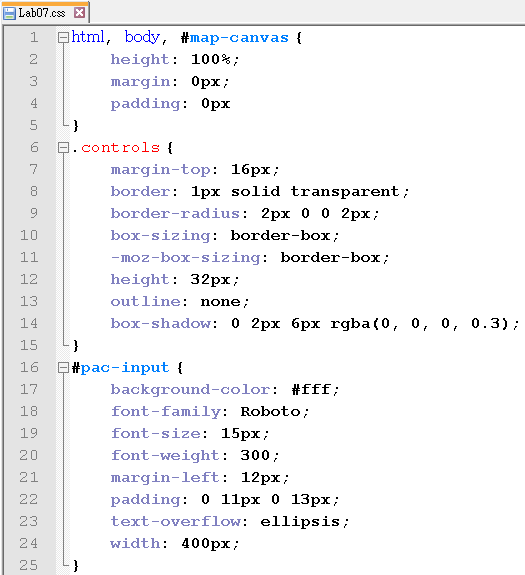 Lab07.css
1 html, body, #map-canvas {
2 height: 100%;
3 margin: 0px;
4 padding: 0px
5 }
6 .controls {
7 margin-top: 16px;
8 border: 1px solid transparent;
9 border-radius: 2px 0 0 2px;
10 box-sizing: border-box;
11 -moz-box-sizing: border-box;
12 height: 32px;
13 outline: none;
14 box-shadow: 0 2px 6px rgba(0, 0, 0, 0.3);
15 }
16 #pac-input {
17 background-color: #fff;
18 font-family: Roboto;
19 font-size: 15px;
20 font-weight: 300;
21 margin-left: 12px;
22 padding: 0 11px 0 13px;
23 text-overflow: ellipsis;
24 width: 400px;
25 }